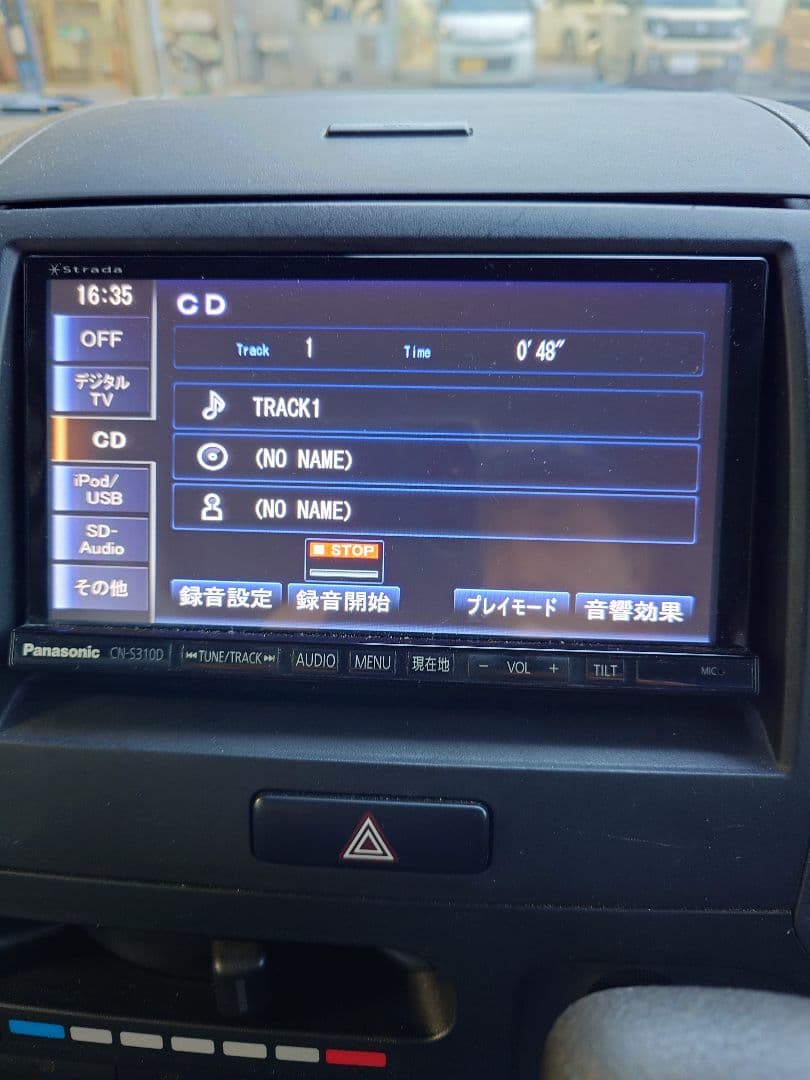 Strada
16:35
CD
OFF
Track 1 Time 0'48"
デジタル
TV
TRACK1
CD
(NO NAME)
iPod/
USB
(NO NAME)
SD-
Audio
STOP
その他
録音設定 録音開始 プレイモード 音響効果
Panasonic CN-S310D TUNE/TRACK AUDIO MENU 現在地 - VOL + TILT MIC